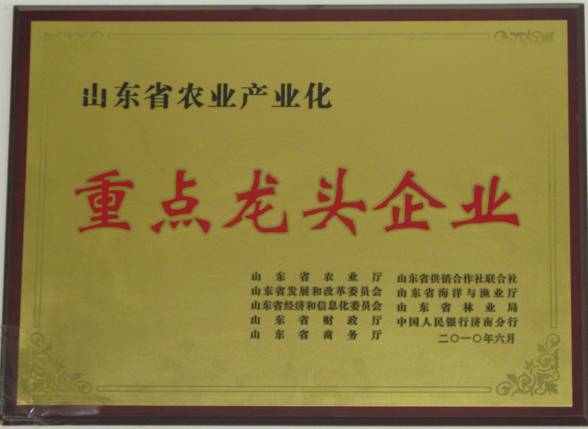 山东省农业产业化
重点龙头企业
山东省农业厅 山东省供销合作社联合社
山东省发展和改革委员会 山东省海洋与渔业厅
山东省经济和信息化委员会 山东省林业局
山东省财政厅 中国人民银行济南分行
山东省商务厅 二〇一〇年六月